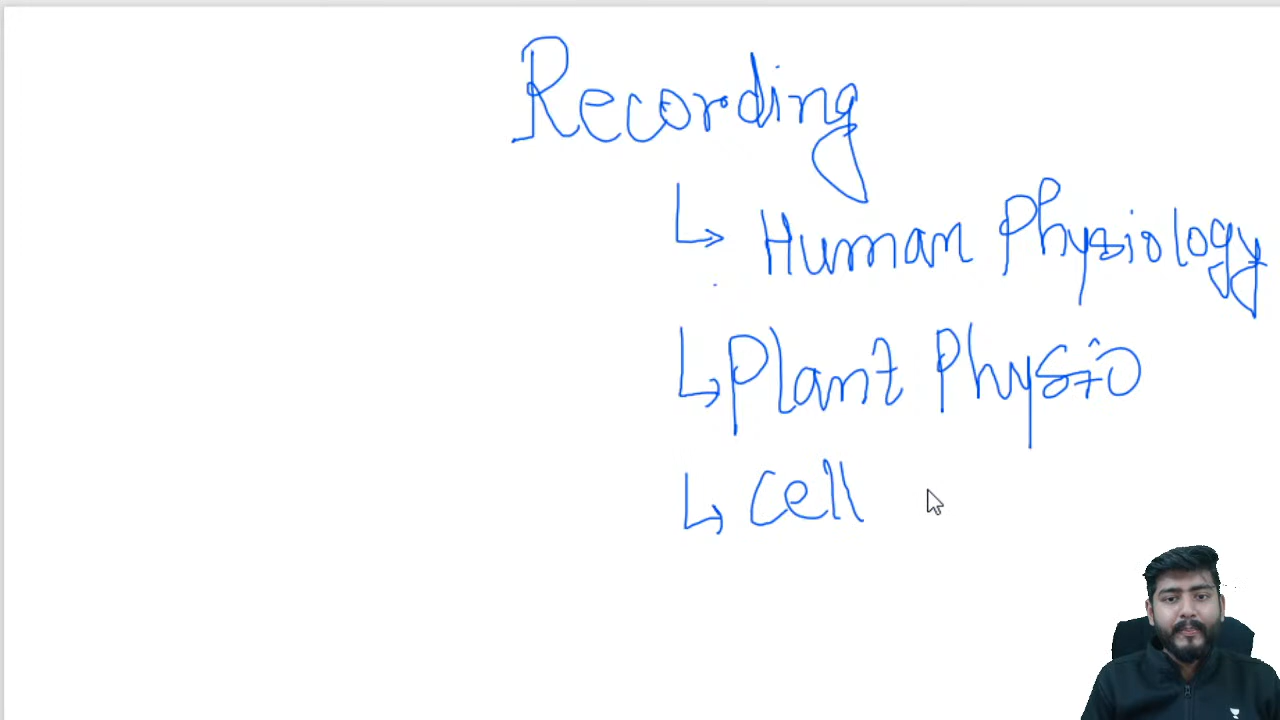 Recording
↳ Human Physiology
↳ Plant Physio
↳ Cell